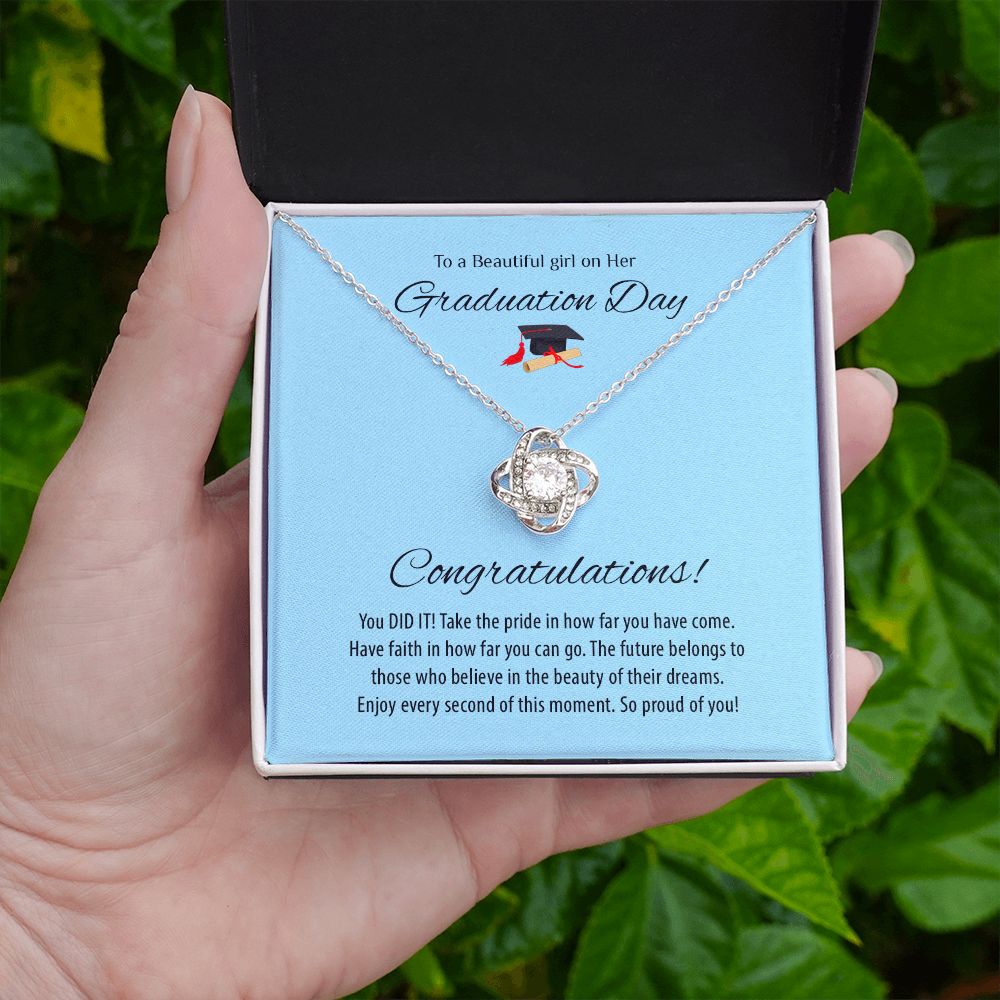 To a Beautiful girl on Her
Graduation Day
Congratulations!
You DID IT! Take the pride in how far you have come.
Have faith in how far you can go. The future belongs to
those who believe in the beauty of their dreams.
Enjoy every second of this moment. So proud of you!